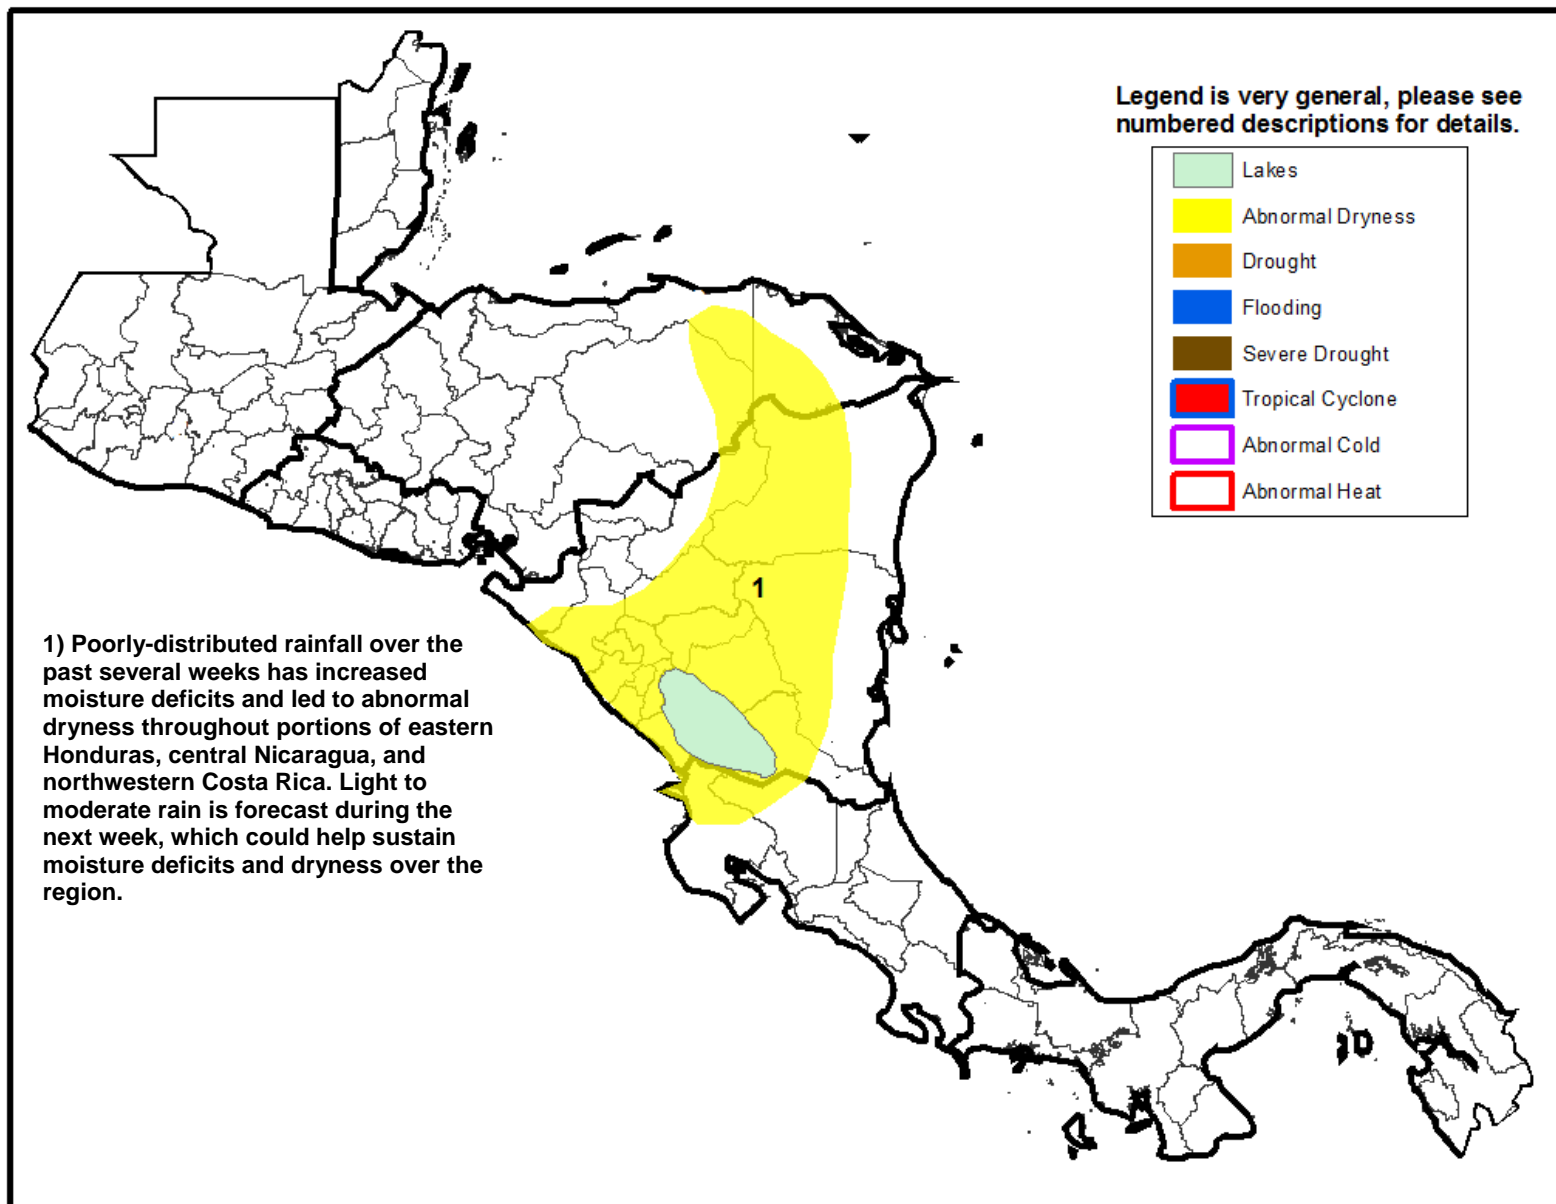 Legend is very general, please see
numbered descriptions for details.
Lakes
Abnormal Dryness
Drought
Flooding
Severe Drought
Tropical Cyclone
Abnormal Cold
Abnormal Heat
1
1) Poorly-distributed rainfall over the
past several weeks has increased
moisture deficits and led to abnormal
dryness throughout portions of eastern
Honduras, central Nicaragua, and
northwestern Costa Rica. Light to
moderate rain is forecast during the
next week, which could help sustain
moisture deficits and dryness over the
region.